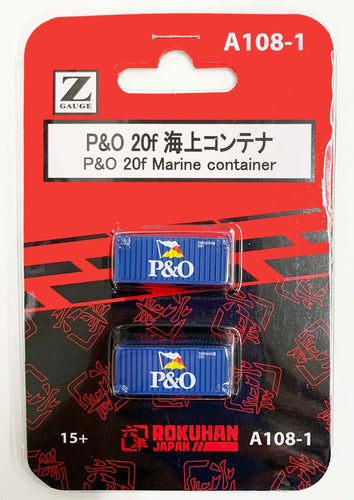 A108-1
Z
GAUGE
P&O 20f 海上コンテナ
P&O 20f Marine container
P&O
P&O
15+
ROKUHAN
JAPAN
A108-1